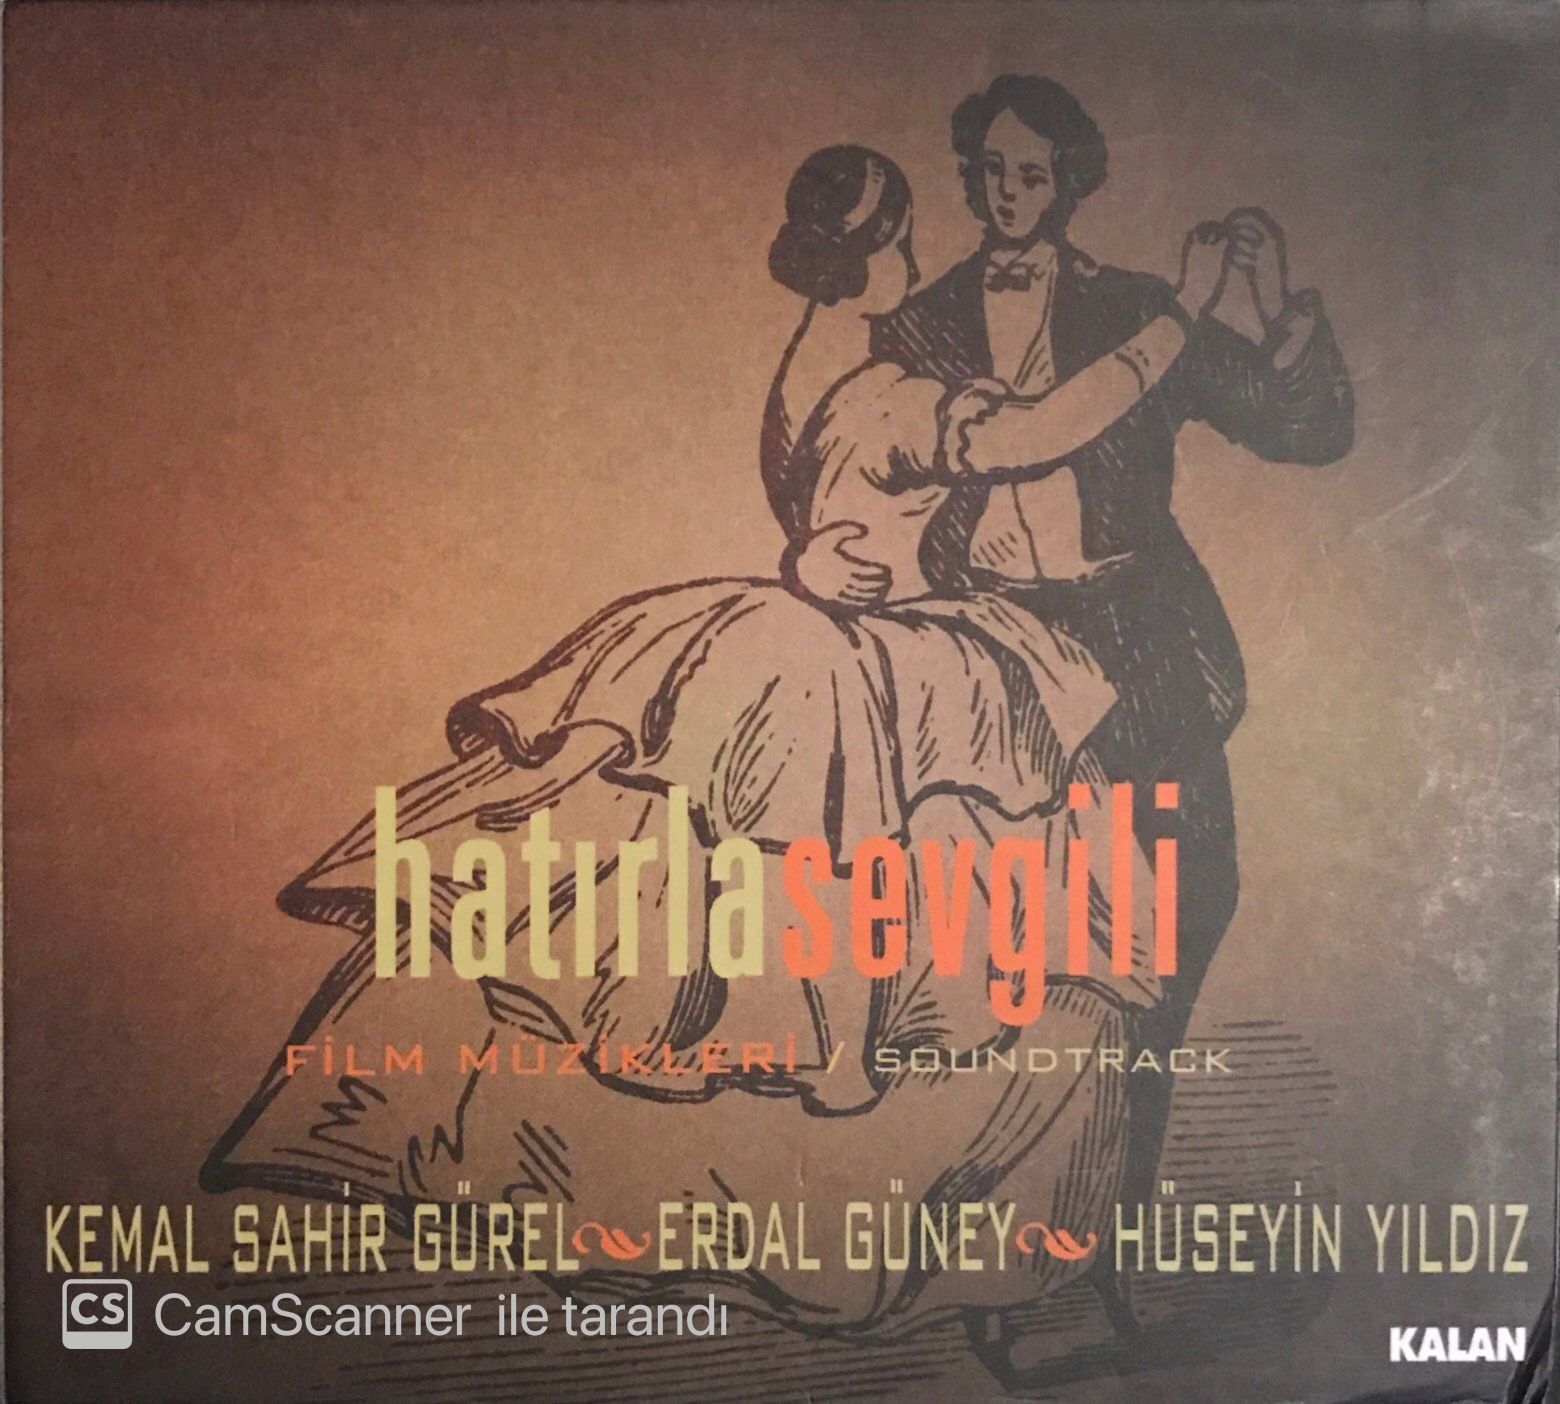 hatırlasevgili
FİLM MÜZİKLERİ / SOUNDTRACK
KEMAL SAHİR GÜREL ERDAL GÜNEY HÜSEYİN YILDIZ
CS CamScanner ile tarandı
KALAN